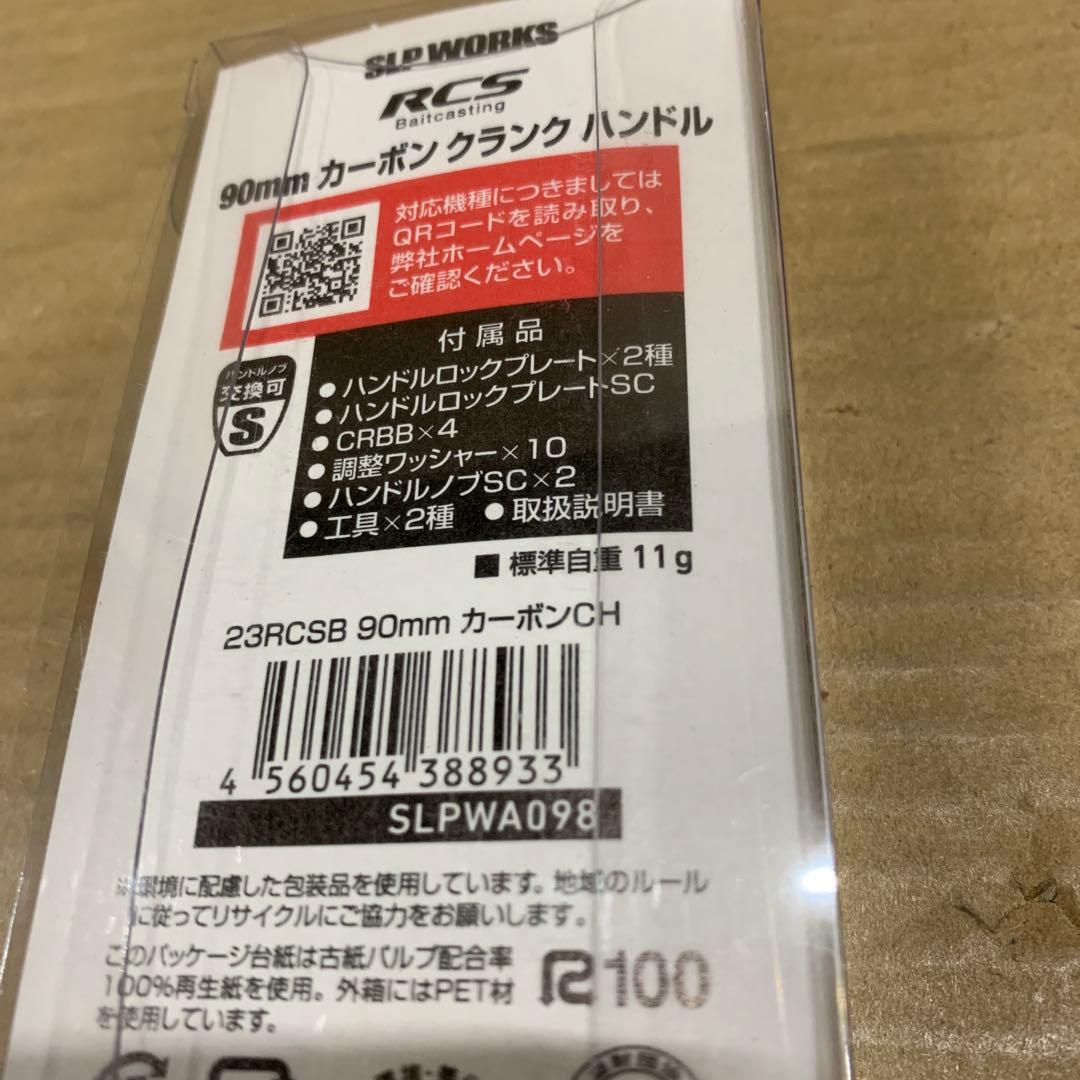 SLP WORKS
RCS
Baitcasting
90mm カーボン クランク ハンドル
対応機種につきましては
QRコードを読み取り、
弊社ホームページを
ご確認ください。
ハンドルノブ
交換可
S
付属品
●ハンドルロックプレート×2種
●ハンドルロックプレートSC
●CRBB×4
●調整ワッシャー×10
●ハンドルノブSC×2
●工具×2種 ●取扱説明書
■ 標準自重 11g
23RCSB 90mm カーボンCH
4 560454 388933
SLPWA098
※環境に配慮した包装品を使用しています。地域のルール
に従ってリサイクルにご協力をお願いします。
このパッケージ台紙は古紙パルプ配合率
100%再生紙を使用。外箱にはPET材
を使用しています。
R100